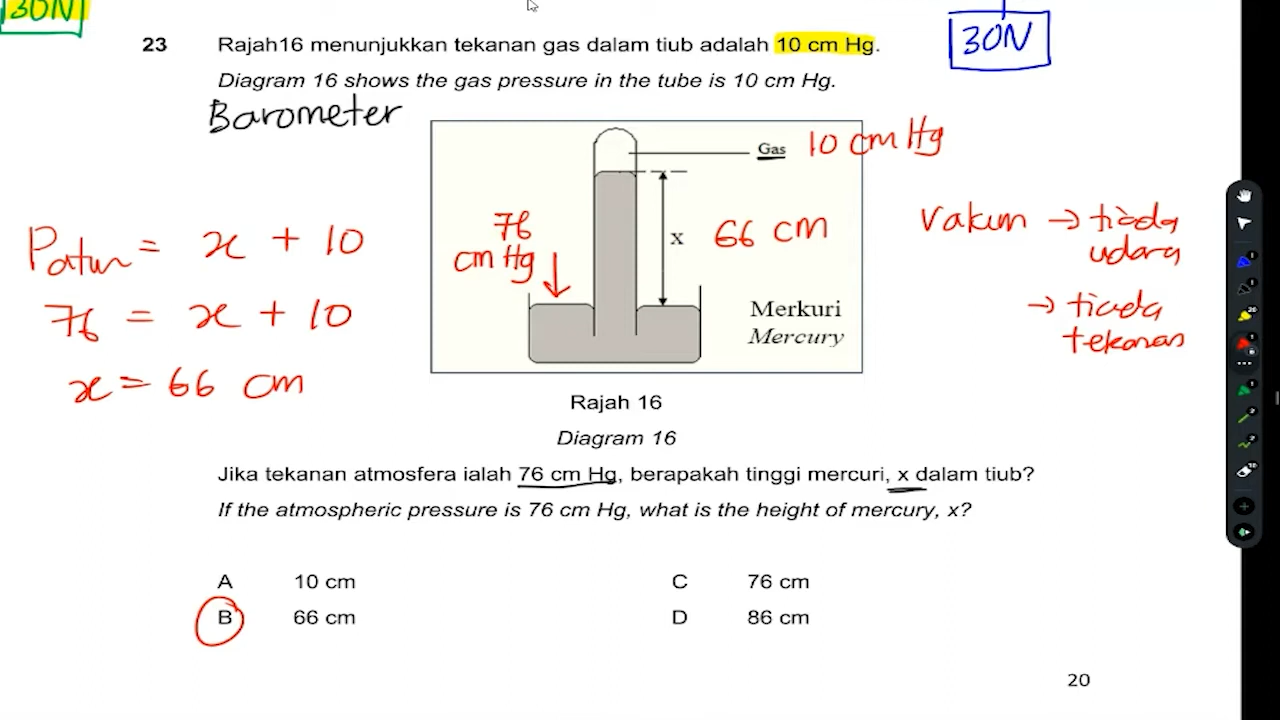 30N
30N
23 Rajah16 menunjukkan tekanan gas dalam tiub adalah 10 cm Hg.
Diagram 16 shows the gas pressure in the tube is 10 cm Hg.
Barometer
Gas 10 cm Hg
76
cm Hg
x 66 cm
Merkuri
Mercury
Patm = x + 10
76 = x + 10
x = 66 cm
Vakum → tiada
udara
→ tiada
tekanan
Rajah 16
Diagram 16
Jika tekanan atmosfera ialah 76 cm Hg, berapakah tinggi mercuri, x dalam tiub?
If the atmospheric pressure is 76 cm Hg, what is the height of mercury, x?
A 10 cm
C 76 cm
B 66 cm
D 86 cm
20